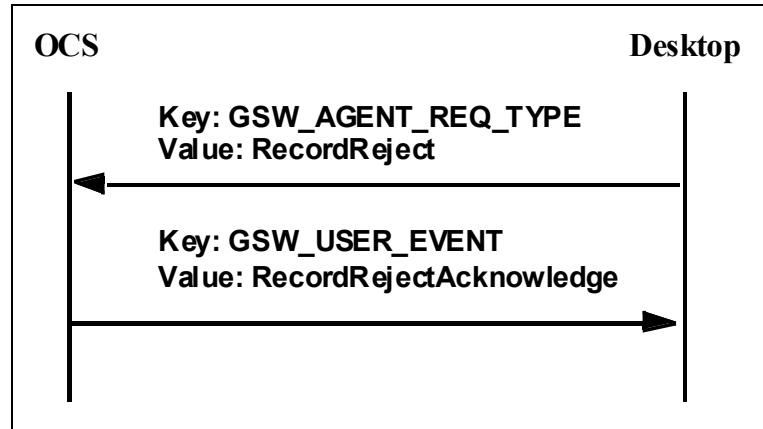 OCS
Desktop
Key: GSW_AGENT_REQ_TYPE
Value: RecordReject
Key: GSW_USER_EVENT
Value: RecordRejectAcknowledge